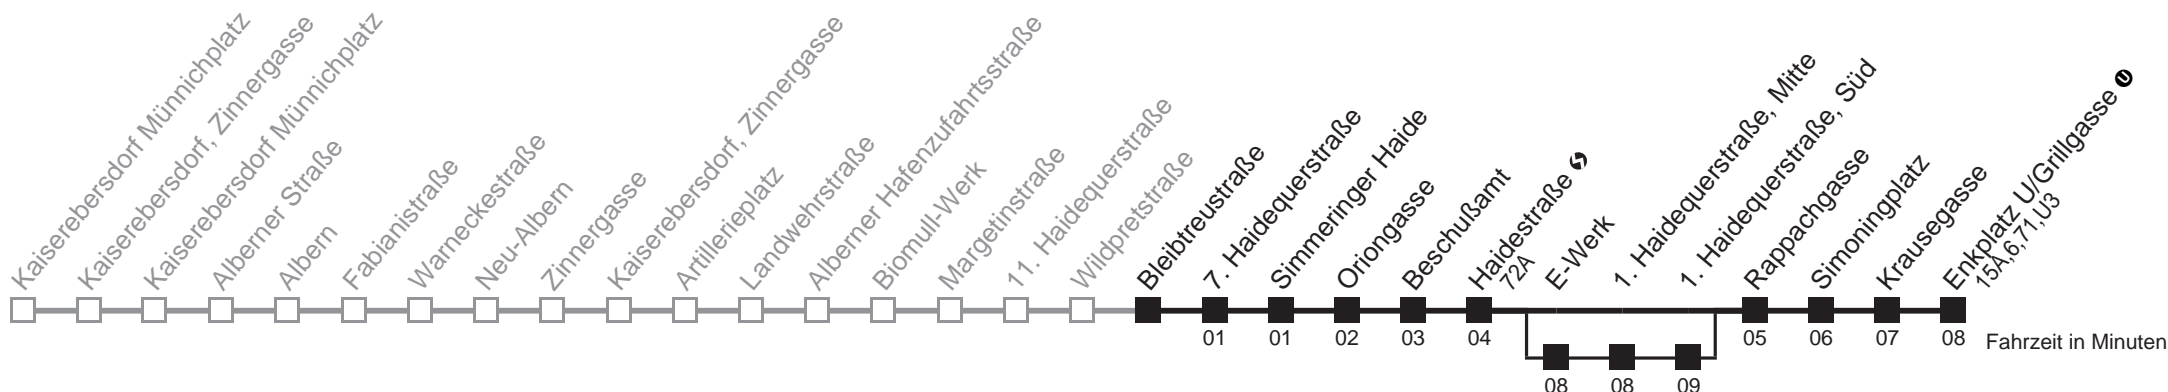 Kaiserebersdorf Münnichplatz
Kaiserebersdorf, Zinnergasse
Kaiserebersdorf Münnichplatz
Alberner Straße
Albern
Fabianistraße
Warneckestraße
Neu-Albern
Zinnergasse
Kaiserebersdorf, Zinnergasse
Artillerieplatz
Landwehrstraße
Alberner Hafenzufahrtsstraße
Biomull-Werk
Margetinstraße
11. Haidequerstraße
Wildpretstraße
Bleibtreustraße
7. Haidequerstraße
Simmeringer Haide
Oriongasse
Beschußamt
Haidestraße
72A
E-Werk
1. Haidequerstraße, Mitte
1. Haidequerstraße, Süd
Rappachgasse
Simoningplatz
Krausegasse
Enkplatz U/Grillgasse U
15A,6,71,U3
01 01 02 03 04 05 06 07 08 Fahrzeit in Minuten
08 08 09